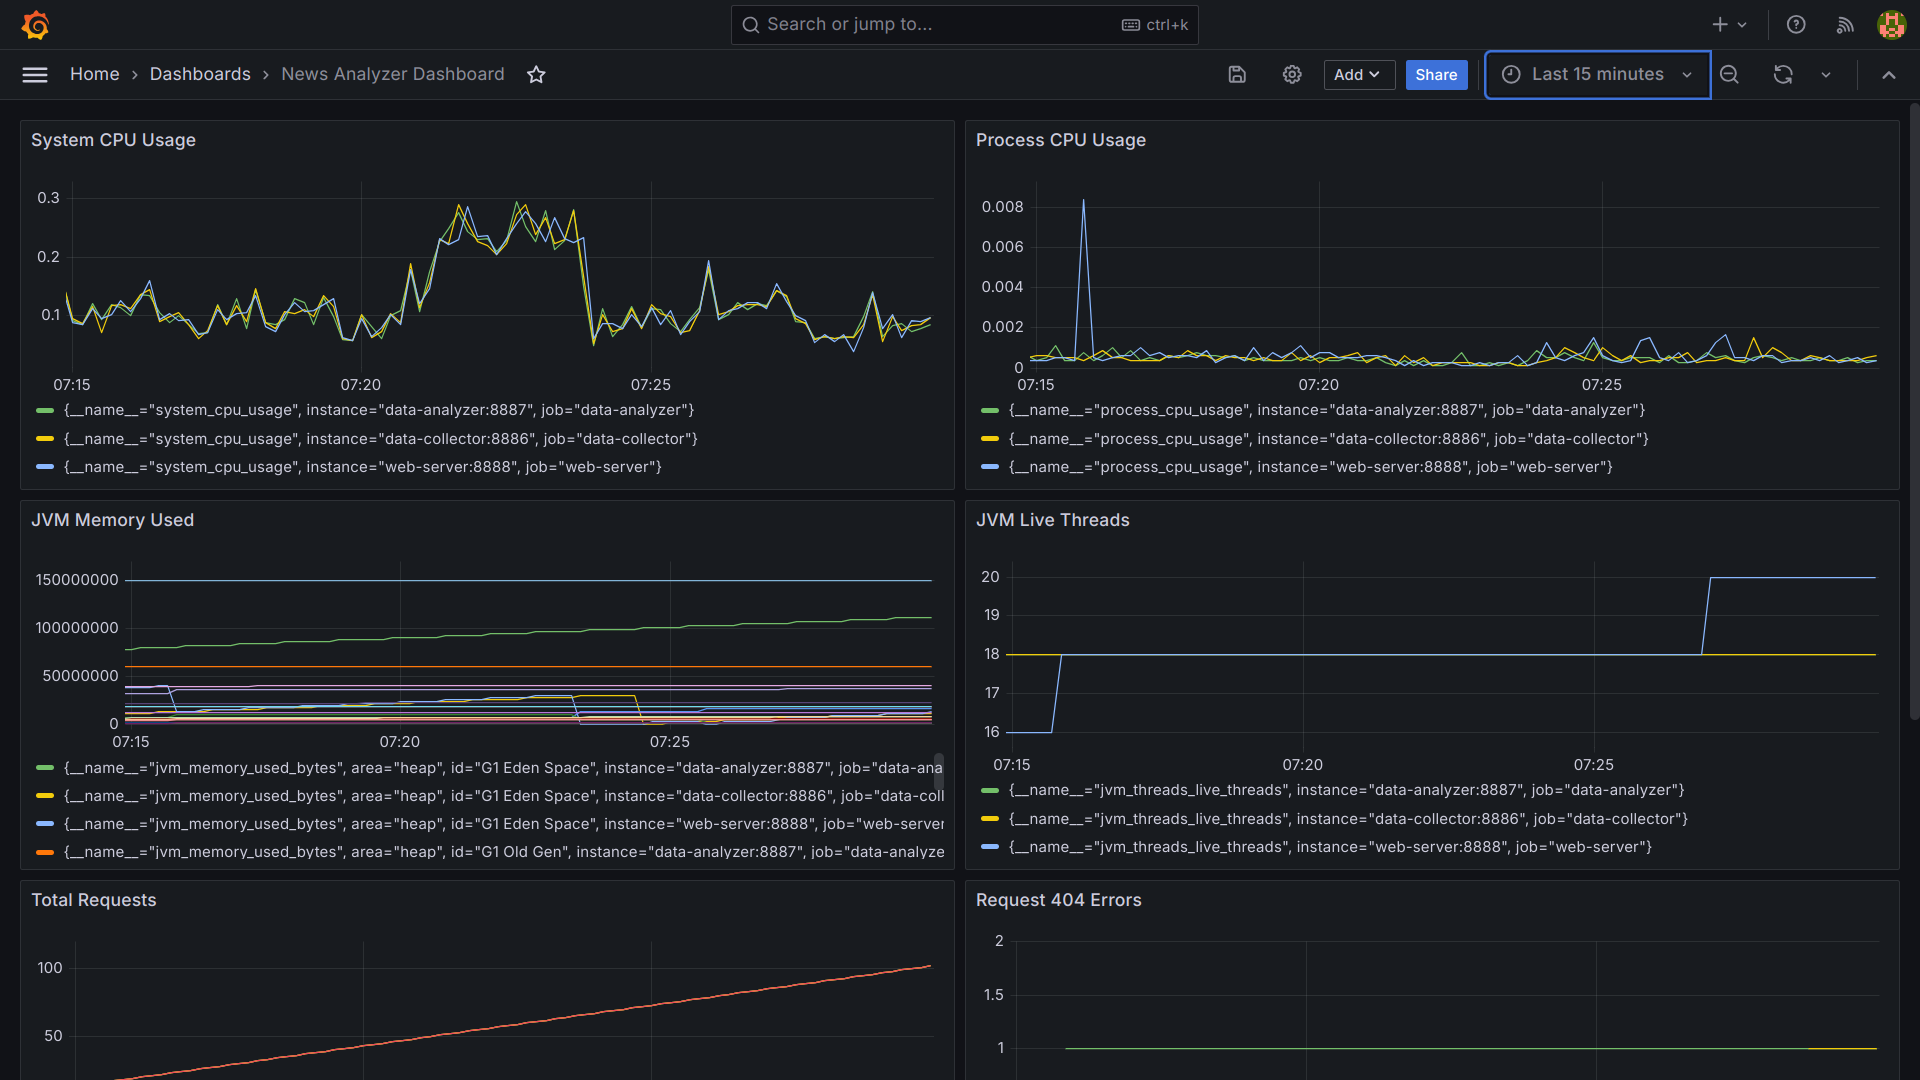 Search or jump to... ctrl+k
Home › Dashboards › News Analyzer Dashboard Add Share Last 15 minutes
System CPU Usage
0.3
0.2
0.1
07:15 07:20 07:25
{__name__="system_cpu_usage", instance="data-analyzer:8887", job="data-analyzer"}
{__name__="system_cpu_usage", instance="data-collector:8886", job="data-collector"}
{__name__="system_cpu_usage", instance="web-server:8888", job="web-server"}
Process CPU Usage
0.008
0.006
0.004
0.002
0
07:15 07:20 07:25
{__name__="process_cpu_usage", instance="data-analyzer:8887", job="data-analyzer"}
{__name__="process_cpu_usage", instance="data-collector:8886", job="data-collector"}
{__name__="process_cpu_usage", instance="web-server:8888", job="web-server"}
JVM Memory Used
150000000
100000000
50000000
0
07:15 07:20 07:25
{__name__="jvm_memory_used_bytes", area="heap", id="G1 Eden Space", instance="data-analyzer:8887", job="data-ana
{__name__="jvm_memory_used_bytes", area="heap", id="G1 Eden Space", instance="data-collector:8886", job="data-coll
{__name__="jvm_memory_used_bytes", area="heap", id="G1 Eden Space", instance="web-server:8888", job="web-server
{__name__="jvm_memory_used_bytes", area="heap", id="G1 Old Gen", instance="data-analyzer:8887", job="data-analyze
JVM Live Threads
20
19
18
17
16
07:15 07:20 07:25
{__name__="jvm_threads_live_threads", instance="data-analyzer:8887", job="data-analyzer"}
{__name__="jvm_threads_live_threads", instance="data-collector:8886", job="data-collector"}
{__name__="jvm_threads_live_threads", instance="web-server:8888", job="web-server"}
Total Requests
100
50
Request 404 Errors
2
1.5
1